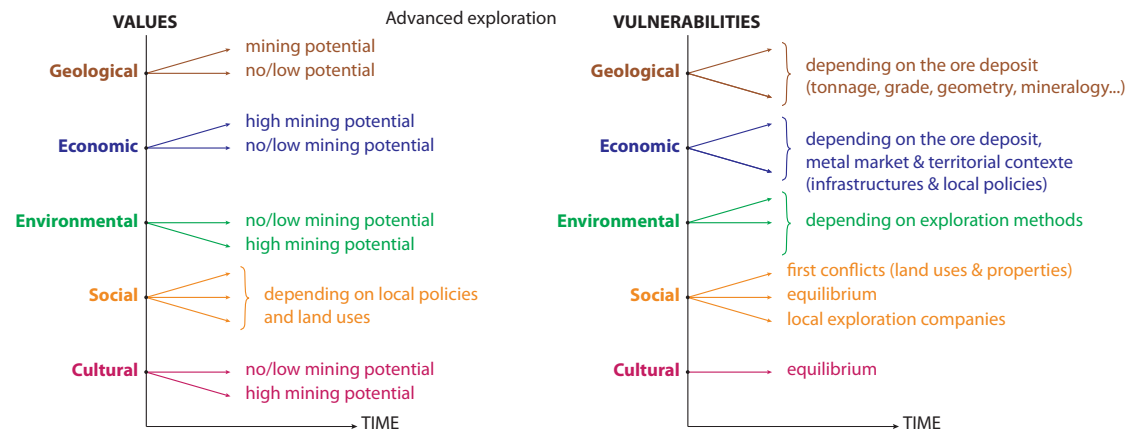 Advanced exploration
VALUES
Geological
mining potential
no/low potential
Economic
high mining potential
no/low mining potential
Environmental
no/low mining potential
high mining potential
Social
depending on local policies
and land uses
Cultural
no/low mining potential
high mining potential
TIME
VULNERABILITIES
Geological
depending on the ore deposit
(tonnage, grade, geometry, mineralogy...)
Economic
depending on the ore deposit,
metal market & territorial contexte
(infrastructures & local policies)
Environmental
depending on exploration methods
Social
first conflicts (land uses & properties)
equilibrium
local exploration companies
Cultural
equilibrium
TIME